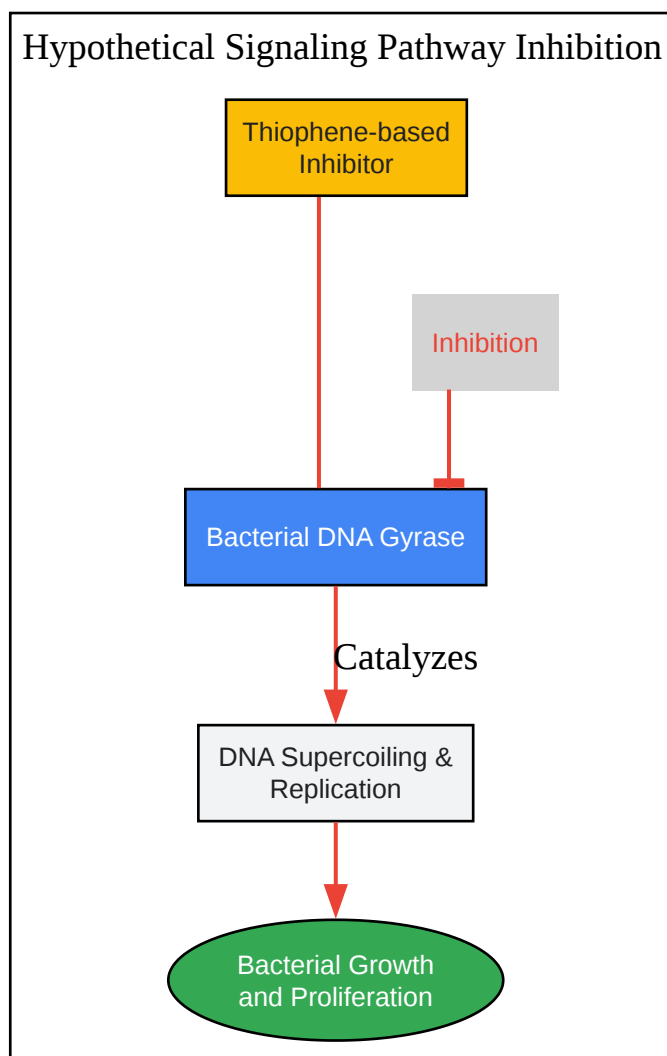 Hypothetical Signaling Pathway Inhibition
Thiophene-based
Inhibitor
Inhibition
Bacterial DNA Gyrase
Catalyzes
DNA Supercoiling &
Replication
Bacterial Growth
and Proliferation